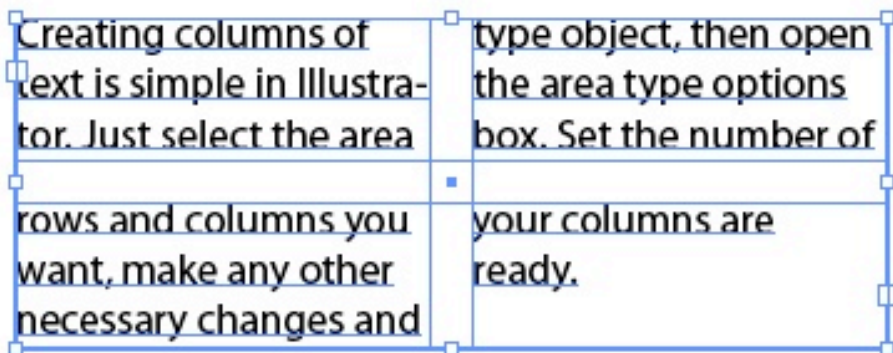 Creating columns of
text is simple in Illustra-
tor. Just select the area
type object, then open
the area type options
box. Set the number of
rows and columns you
want, make any other
necessary changes and
your columns are
ready.